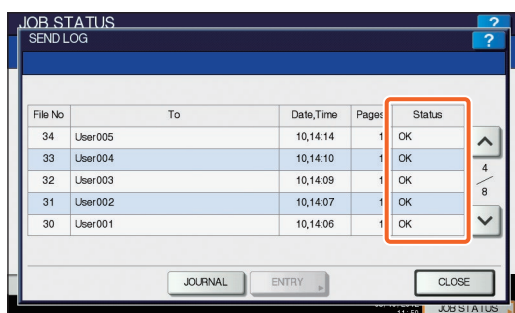 JOB STATUS ?
SEND LOG ?
File No To Date,Time Pages Status
34 User005 10,14:14 1 OK
33 User004 10,14:10 1 OK
4
32 User003 10,14:09 1 OK
8
31 User002 10,14:07 1 OK
30 User001 10,14:06 1 OK
JOURNAL ENTRY CLOSE
JOB STATUS